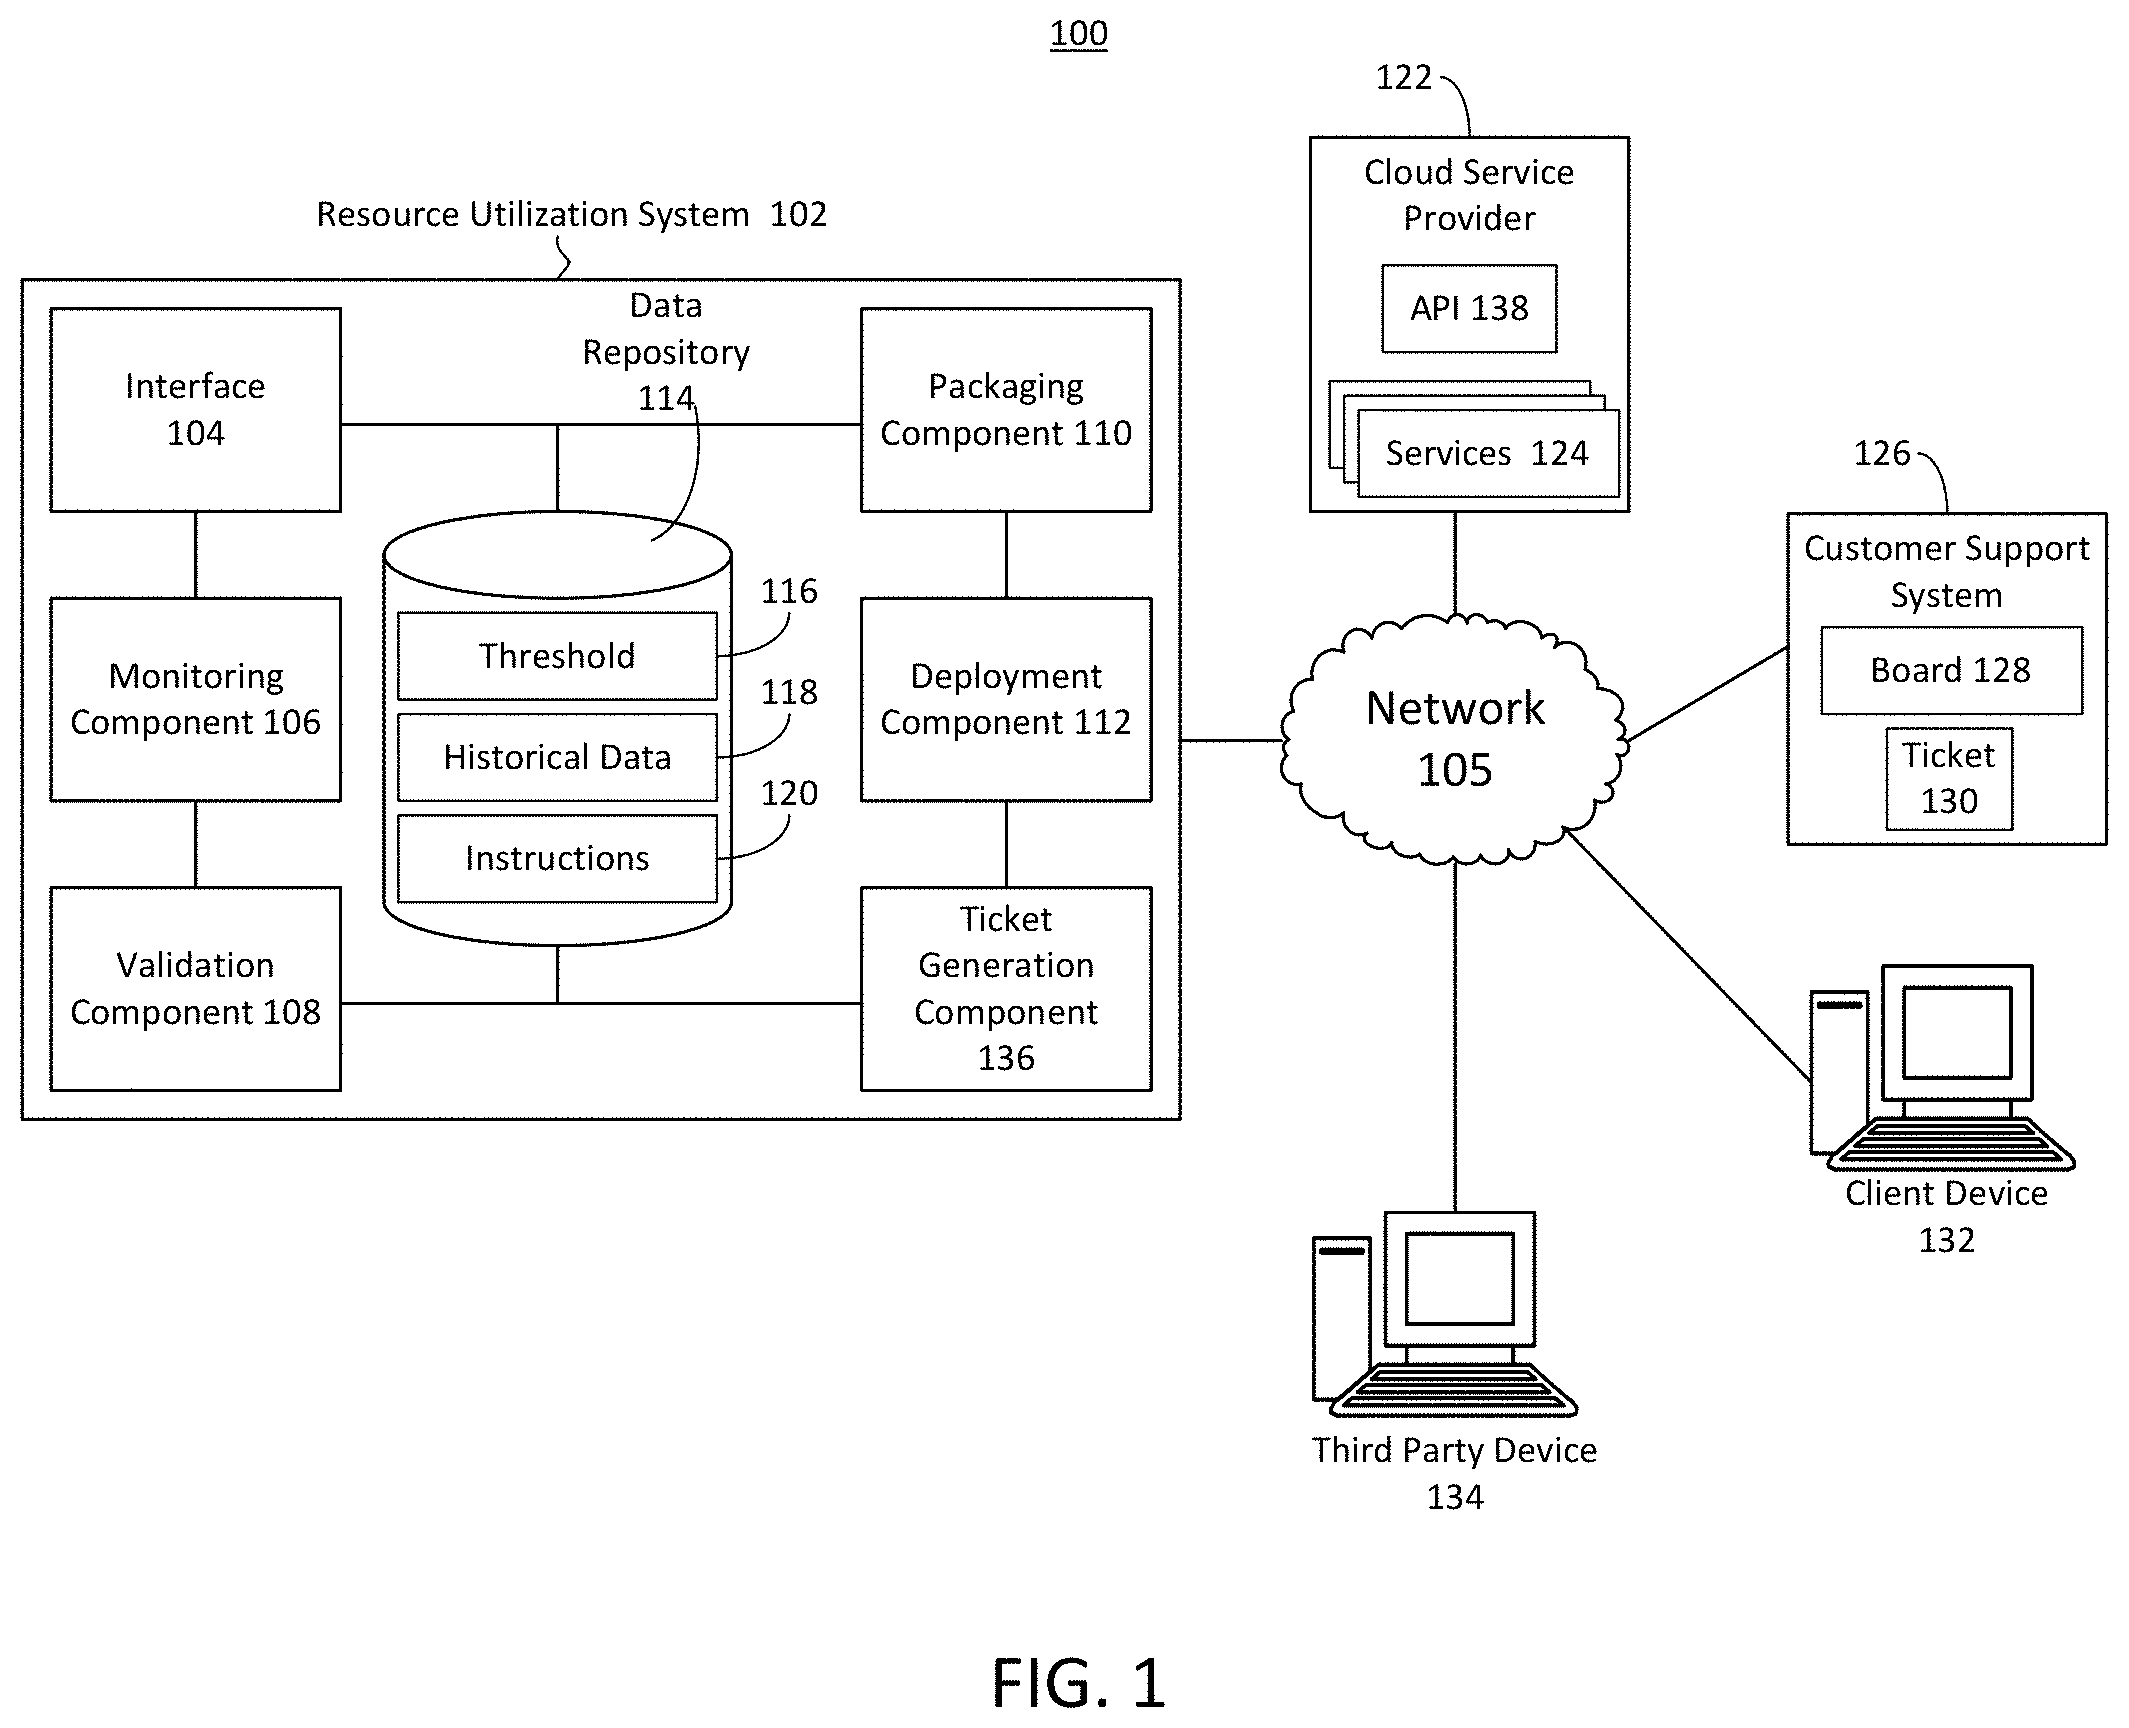 100
122
Cloud Service
Provider
API 138
Services 124
Resource Utilization System 102
Data
Repository
114
Interface
104
Packaging
Component 110
126
Customer Support
System
Board 128
Ticket
130
116
Threshold
118
Historical Data
120
Instructions
Monitoring
Component 106
Deployment
Component 112
Network
105
Validation
Component 108
Ticket
Generation
Component
136
Client Device
132
Third Party Device
134
FIG. 1